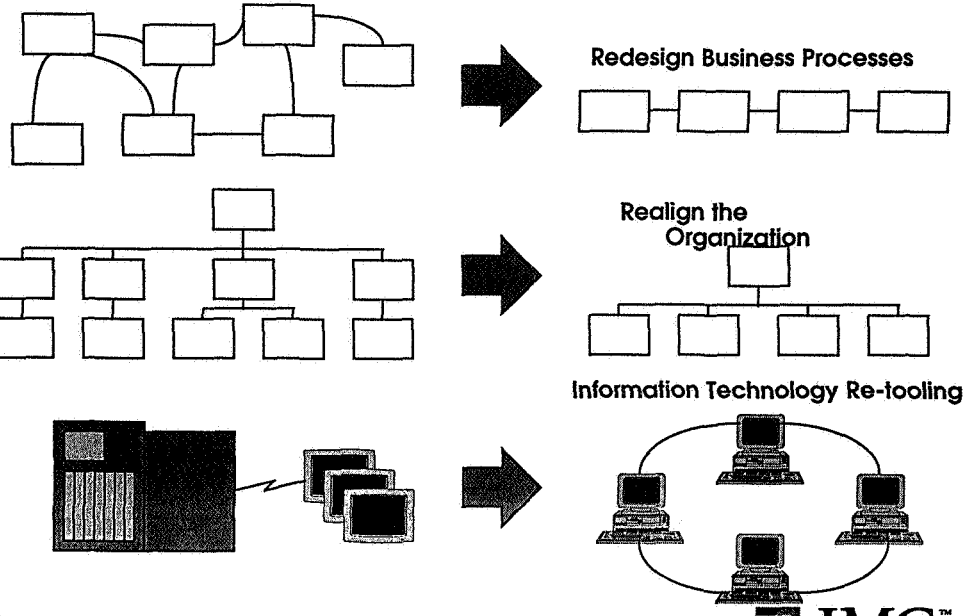 Redesign Business Processes
Realign the
Organization
Information Technology Re-tooling